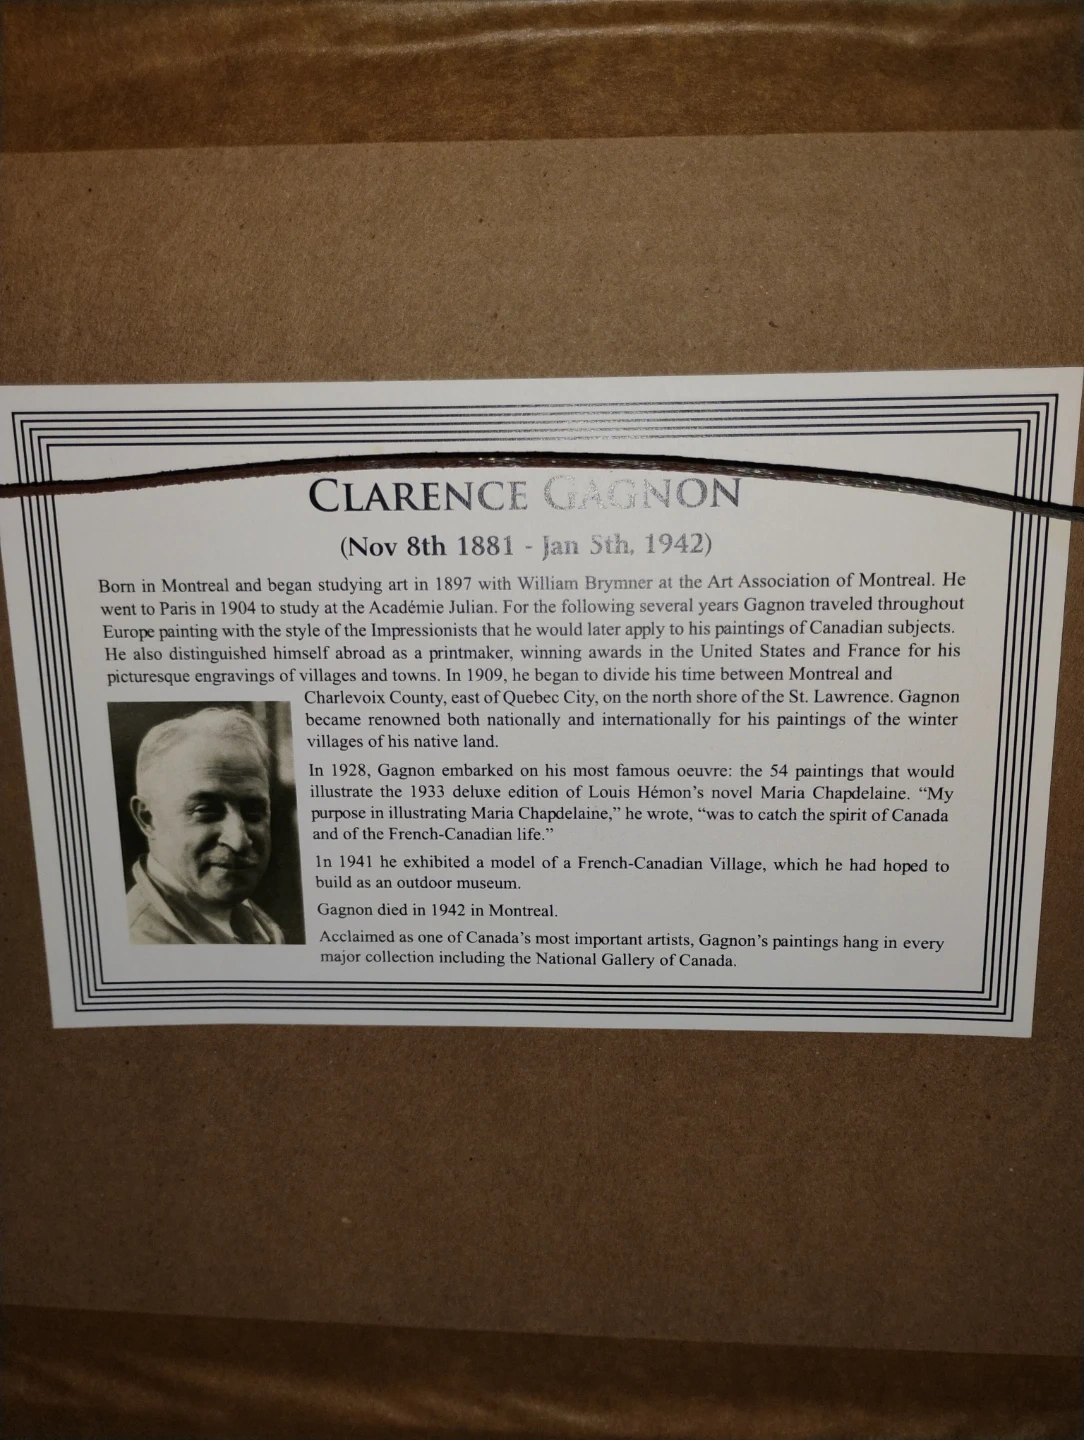 CLARENCE GAGNON
(Nov 8th 1881 - Jan 5th, 1942)
Born in Montreal and began studying art in 1897 with William Brymner at the Art Association of Montreal. He
went to Paris in 1904 to study at the Académie Julian. For the following several years Gagnon traveled throughout
Europe painting with the style of the Impressionists that he would later apply to his paintings of Canadian subjects.
He also distinguished himself abroad as a printmaker, winning awards in the United States and France for his
picturesque engravings of villages and towns. In 1909, he began to divide his time between Montreal and
Charlevoix County, east of Quebec City, on the north shore of the St. Lawrence. Gagnon
became renowned both nationally and internationally for his paintings of the winter
villages of his native land.
In 1928, Gagnon embarked on his most famous oeuvre: the 54 paintings that would
illustrate the 1933 deluxe edition of Louis Hémon's novel Maria Chapdelaine. “My
purpose in illustrating Maria Chapdelaine,” he wrote, “was to catch the spirit of Canada
and of the French-Canadian life.”
In 1941 he exhibited a model of a French-Canadian Village, which he had hoped to
build as an outdoor museum.
Gagnon died in 1942 in Montreal.
Acclaimed as one of Canada's most important artists, Gagnon's paintings hang in every
major collection including the National Gallery of Canada.